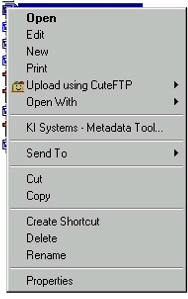 Open
Edit
New
Print
Upload using CuteFTP
Open With
KI Systems - Metadata Tool...
Send To
Cut
Copy
Create Shortcut
Delete
Rename
Properties